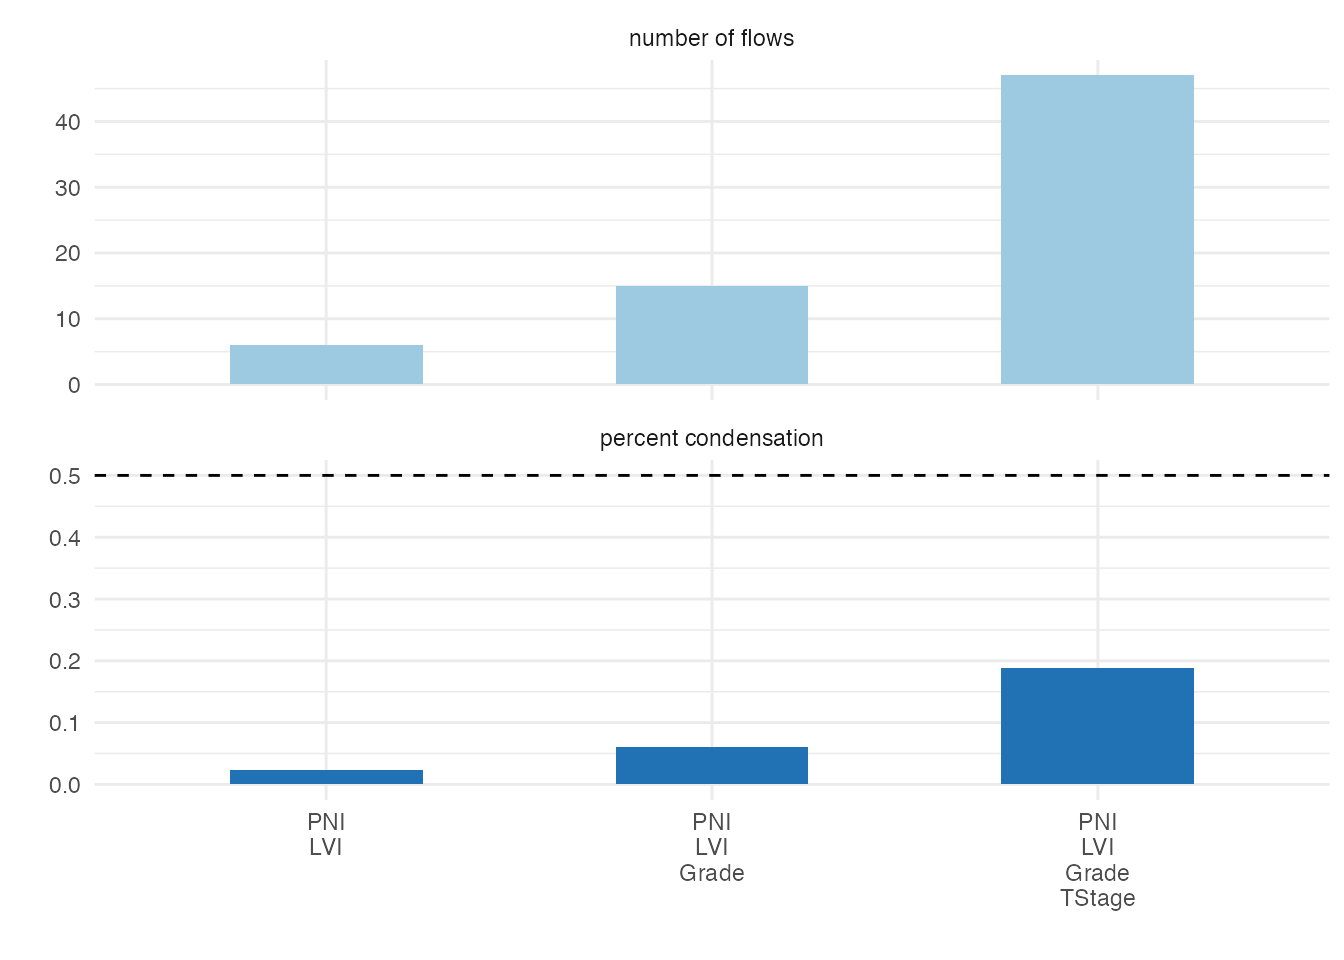 number of flows
40
30
20
10
0
percent condensation
0.5
0.4
0.3
0.2
0.1
0.0
PNI
LVI
PNI
LVI
Grade
PNI
LVI
Grade
TStage